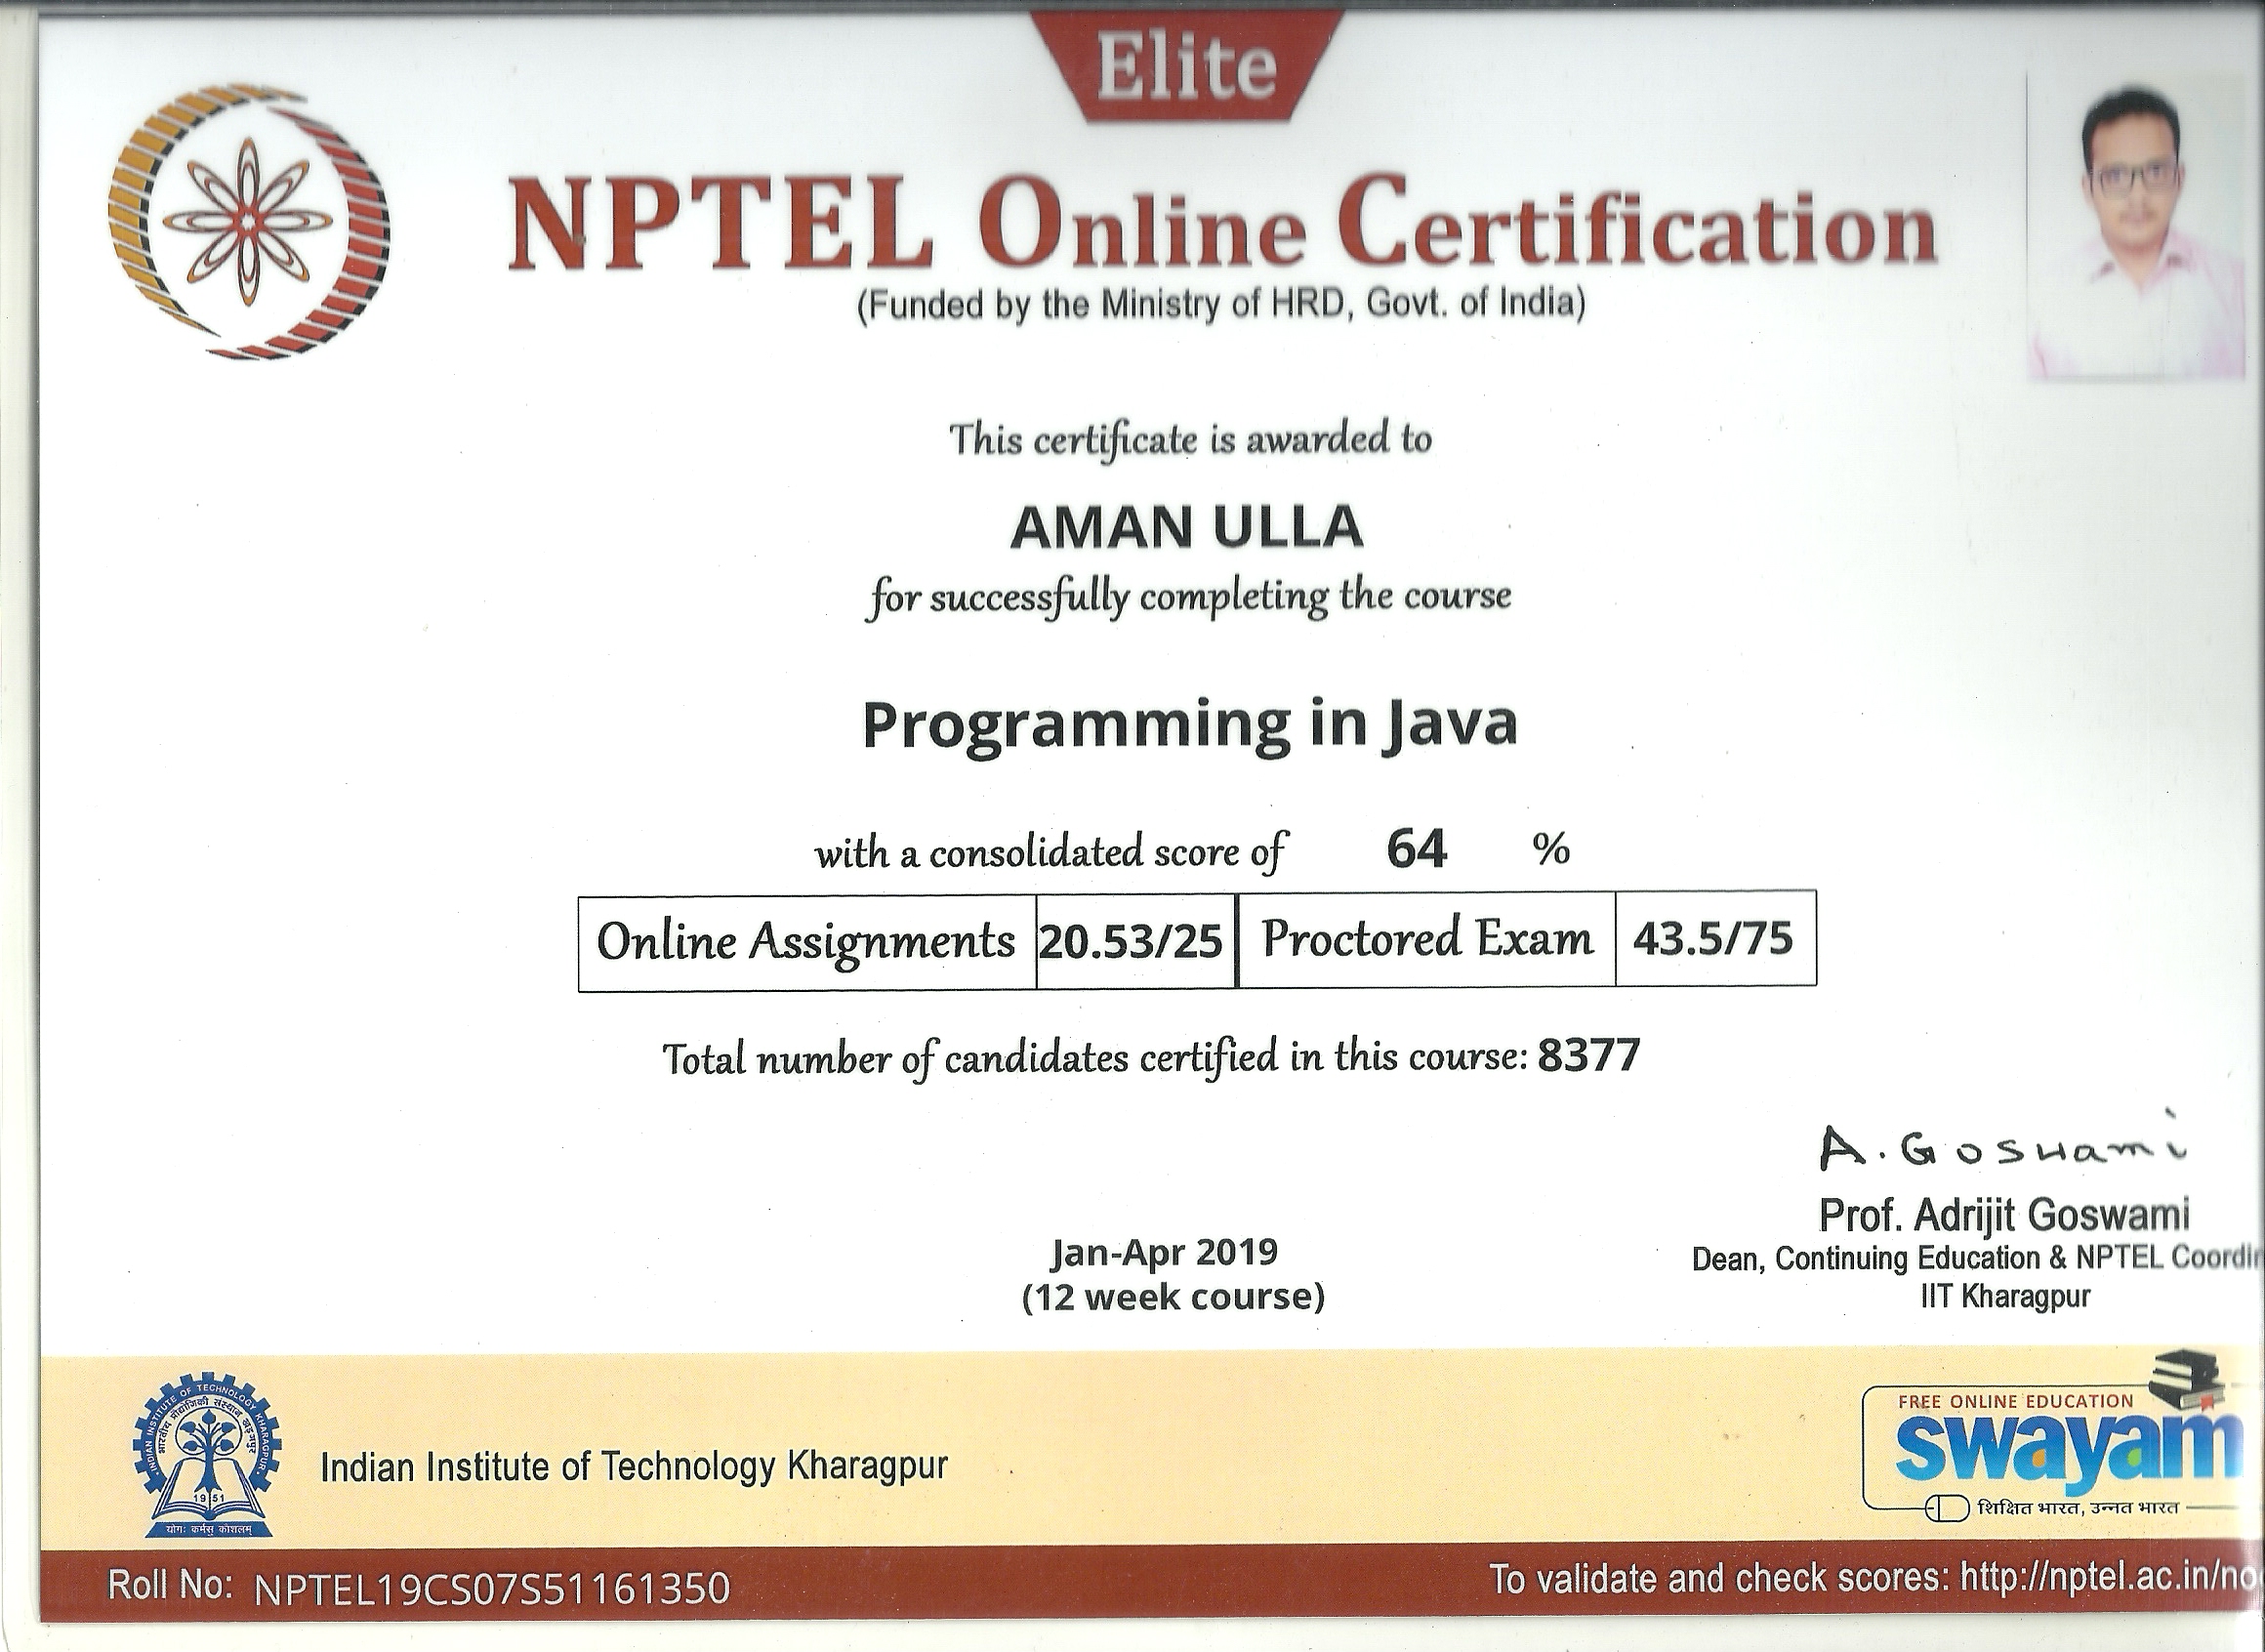 Elite
NPTEL Online Certification
(Funded by the Ministry of HRD, Govt. of India)
This certificate is awarded to
AMAN ULLA
for successfully completing the course
Programming in Java
with a consolidated score of 64 %
Online Assignments 20.53/25 Proctored Exam 43.5/75
Total number of candidates certified in this course: 8377
A. Goswami
Prof. Adrijit Goswami
Dean, Continuing Education & NPTEL Coordin
IIT Kharagpur
Jan-Apr 2019
(12 week course)
INDIAN INSTITUTE OF TECHNOLOGY KHARAGPUR
भारतीय प्रौद्योगिकी संस्थान खड़गपुर
1951
योगः कर्मसु कौशलम्
Indian Institute of Technology Kharagpur
FREE ONLINE EDUCATION
swayam
शिक्षित भारत, उन्नत भारत
Roll No: NPTEL19CS07S51161350
To validate and check scores: http://nptel.ac.in/noc